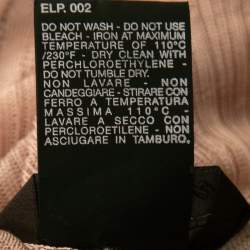 ELP. 002
DO NOT WASH - DO NOT USE
BLEACH - IRON AT MAXIMUM
TEMPERATURE OF 110°C
/230°F - DRY CLEAN WITH
PERCHLOROETHYLENE -
DO NOT TUMBLE DRY.
NON LAVARE - NON
CANDEGGIARE - STIRARE CON
FERRO A TEMPERATURA
MASSIMA 110°C -
LAVARE A SECCO CON
PERCLOROETILENE - NON
ASCIUGARE IN TAMBURO.